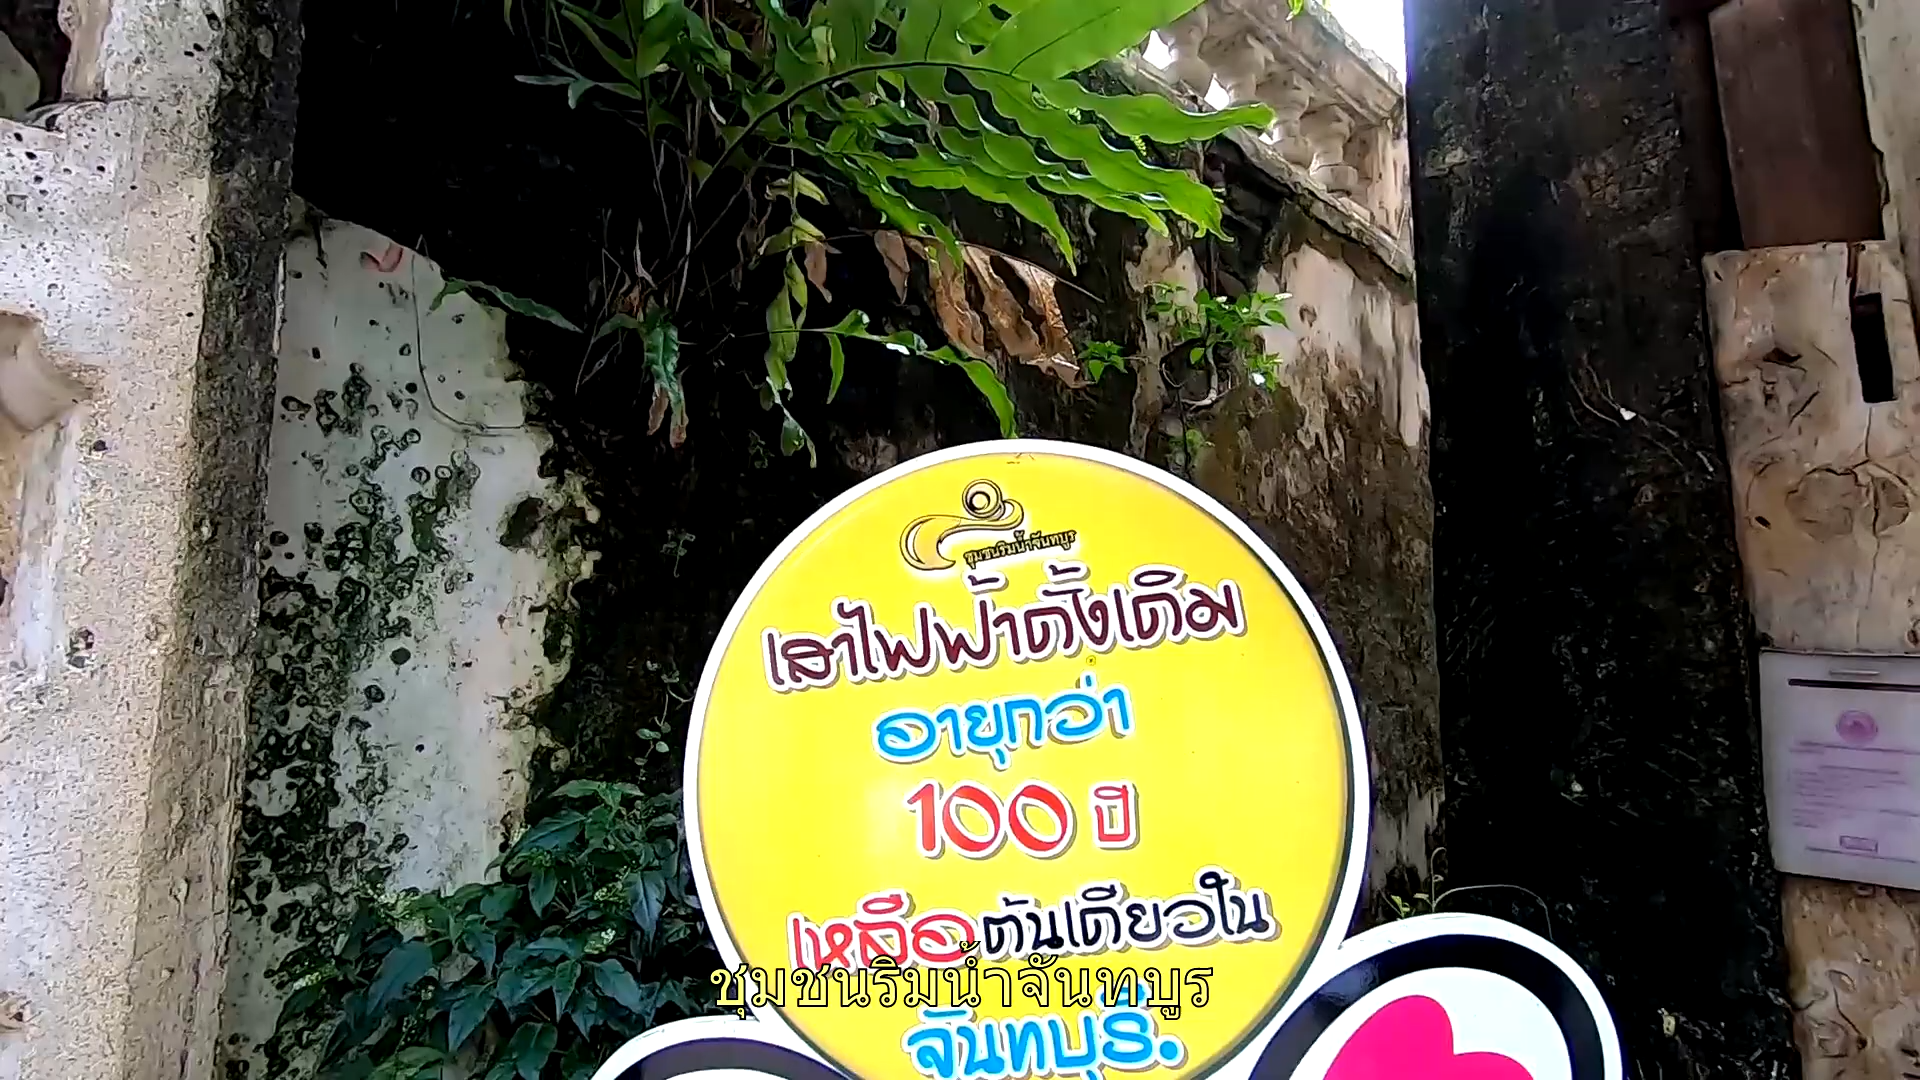 ชุมชนริมน้ำจันทบูร
เสาไฟฟ้าดั้งเดิม
อายุกว่า
100 ปี
เหลือต้นเดียวใน
ชุมชนริมน้ำจันทบูร
จันทบุรี.